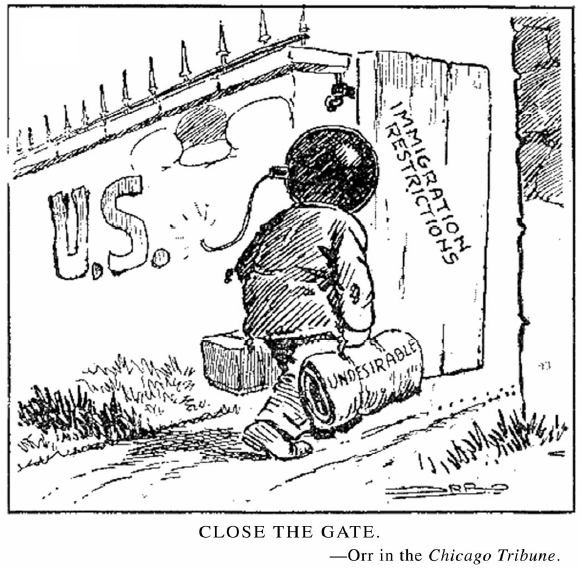 U.S.
IMMIGRATION
RESTRICTIONS
UNDESIRABLE
ORR
CLOSE THE GATE.
—Orr in the Chicago Tribune.